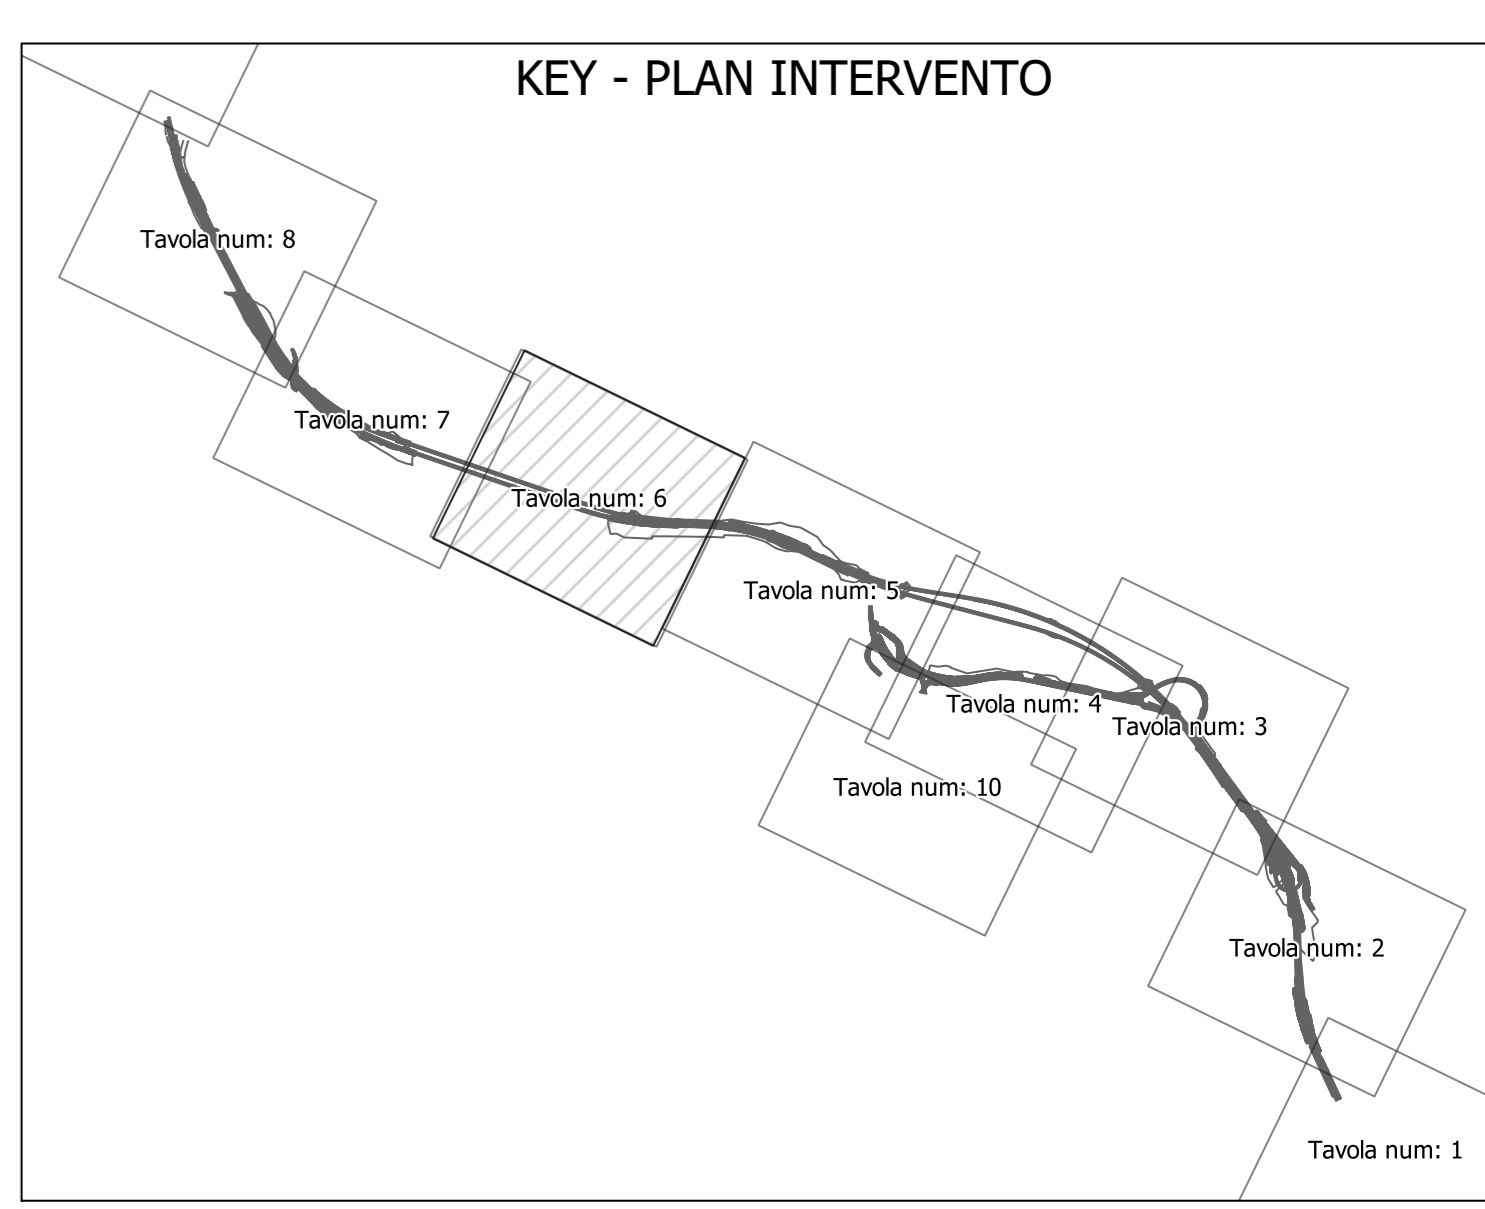 KEY - PLAN INTERVENTO
Tavola num: 8
Tavola num: 7
Tavola num: 6
Tavola num: 5
Tavola num: 4
Tavola num: 3
Tavola num: 10
Tavola num: 2
Tavola num: 1